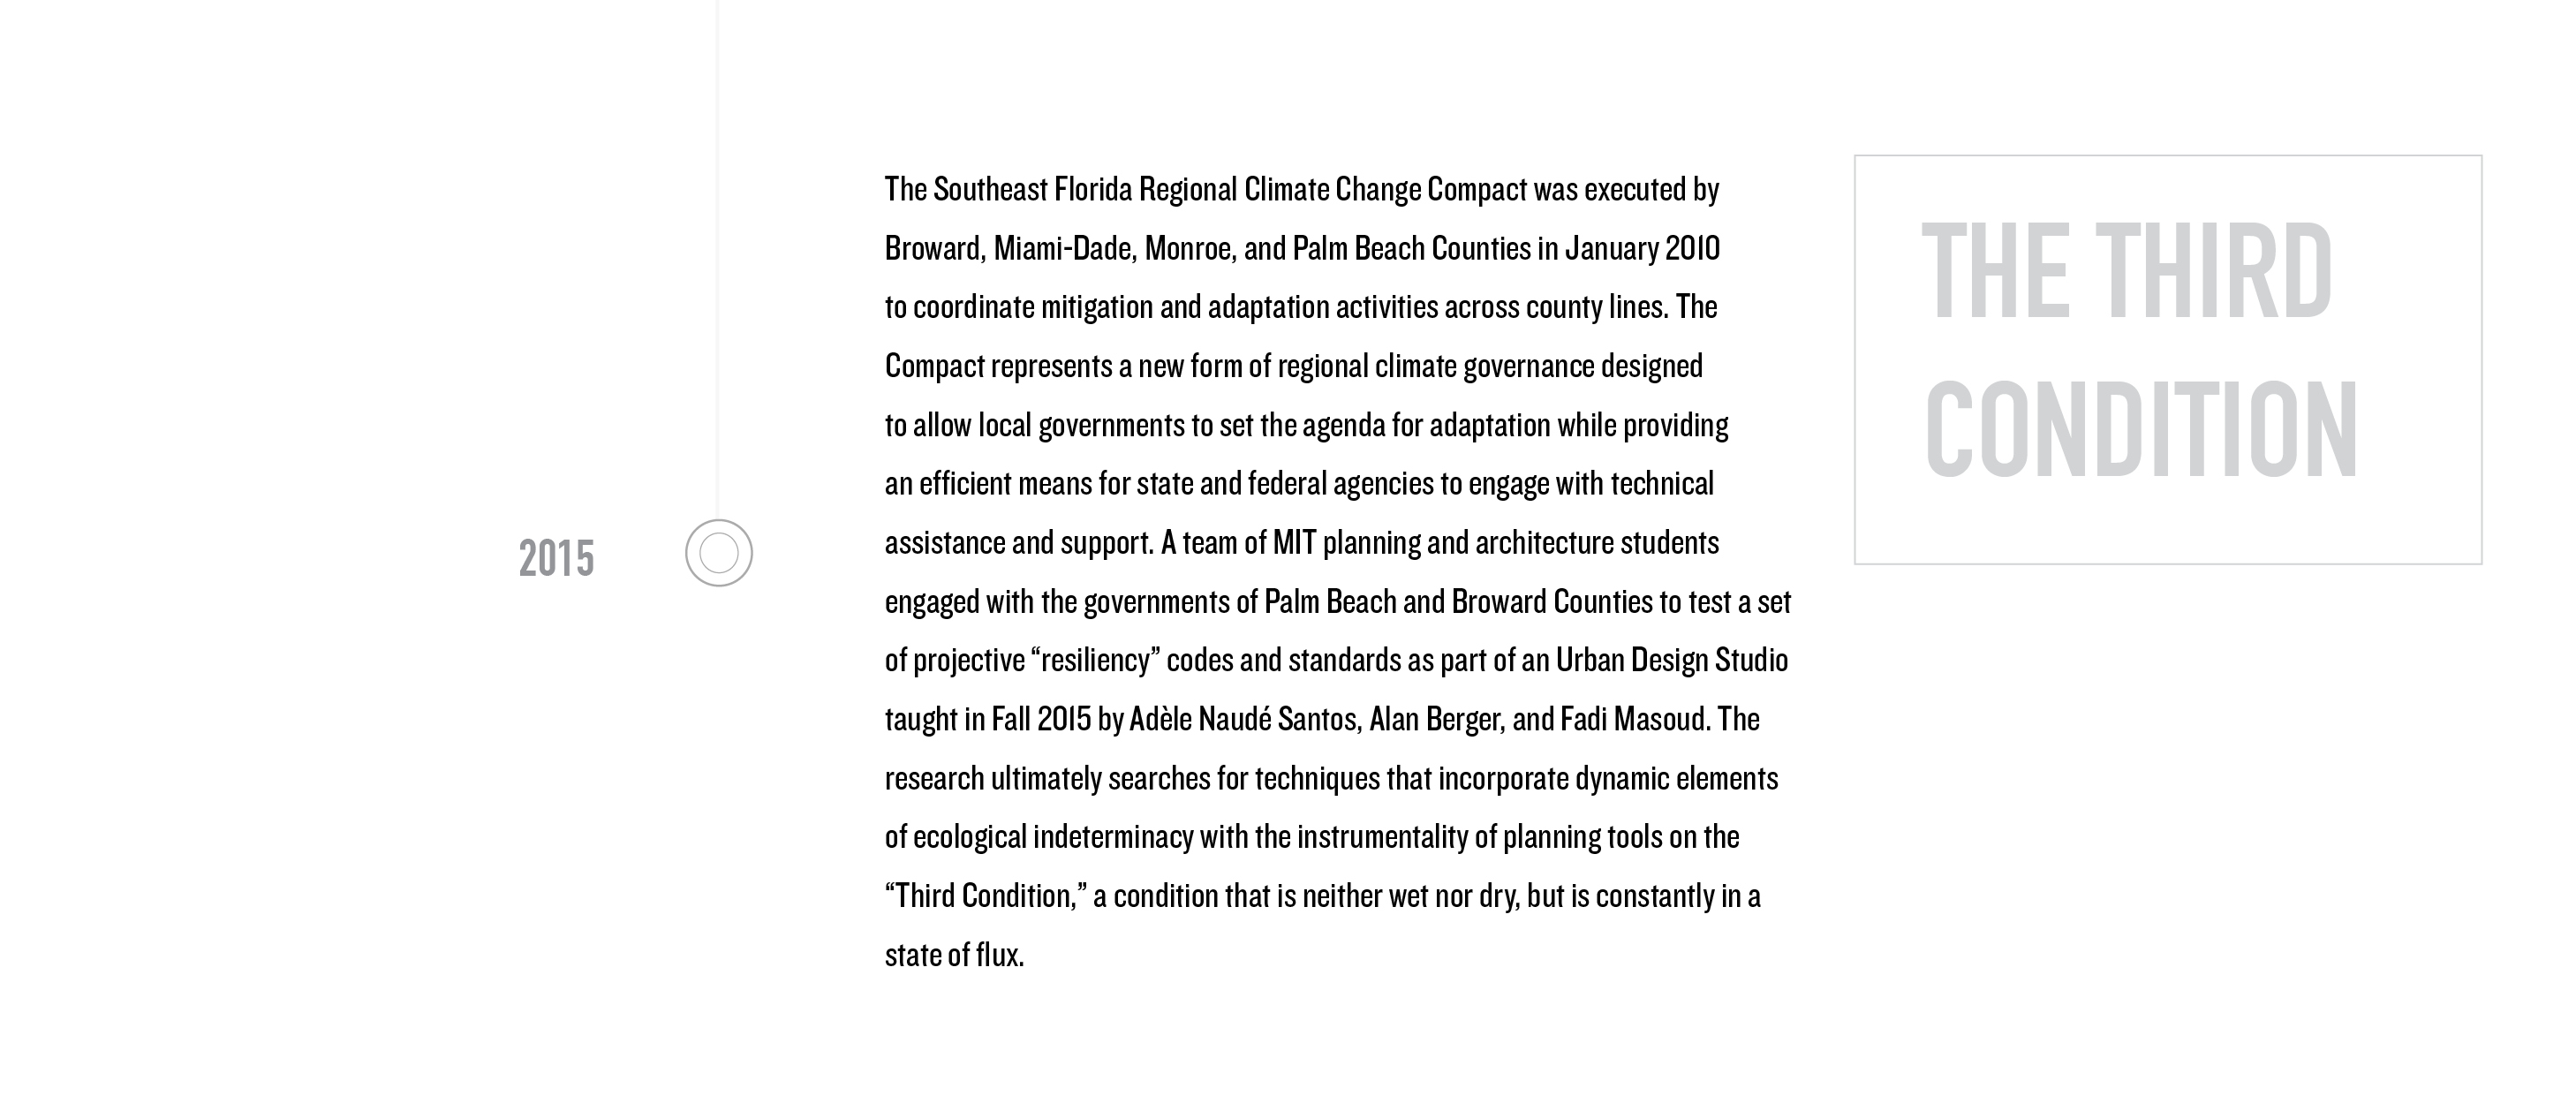 2015
The Southeast Florida Regional Climate Change Compact was executed by
Broward, Miami-Dade, Monroe, and Palm Beach Counties in January 2010
to coordinate mitigation and adaptation activities across county lines. The
Compact represents a new form of regional climate governance designed
to allow local governments to set the agenda for adaptation while providing
an efficient means for state and federal agencies to engage with technical
assistance and support. A team of MIT planning and architecture students
engaged with the governments of Palm Beach and Broward Counties to test a set
of projective “resiliency” codes and standards as part of an Urban Design Studio
taught in Fall 2015 by Adèle Naudé Santos, Alan Berger, and Fadi Masoud. The
research ultimately searches for techniques that incorporate dynamic elements
of ecological indeterminacy with the instrumentality of planning tools on the
“Third Condition,” a condition that is neither wet nor dry, but is constantly in a
state of flux.
THE THIRD
CONDITION